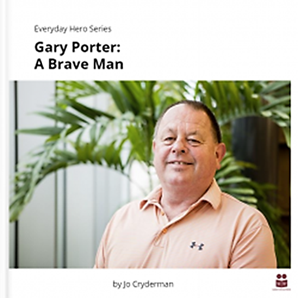 Everyday Hero Series
Gary Porter:
A Brave Man
by Jo Cryderman